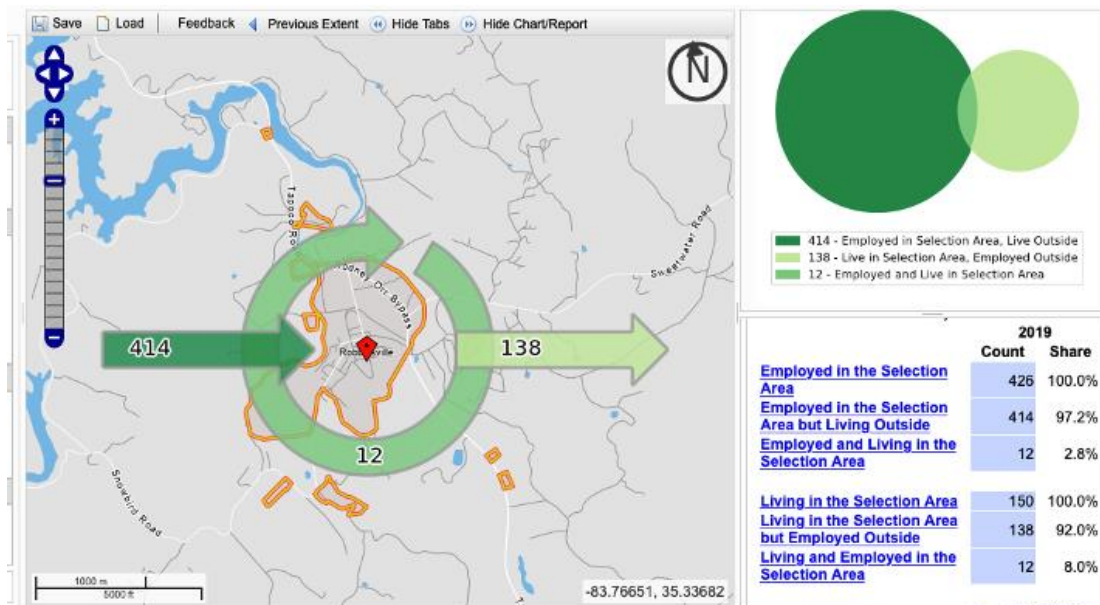 Save Load Feedback Previous Extent Hide Tabs Hide Chart/Report
N
Tapoco Ro
Rodney Orr Bypass
Sweetwater Road
414
138
12
Snowbird Road
1000 m
5000 ft
-83.76651, 35.33682
414 - Employed in Selection Area, Live Outside
138 - Live in Selection Area, Employed Outside
12 - Employed and Live in Selection Area
2019
Count Share
Employed in the Selection
Area
426 100.0%
Employed in the Selection
Area but Living Outside
414 97.2%
Employed and Living in the
Selection Area
12 2.8%
Living in the Selection Area 150 100.0%
Living in the Selection Area
but Employed Outside
138 92.0%
Living and Employed in the
Selection Area
12 8.0%